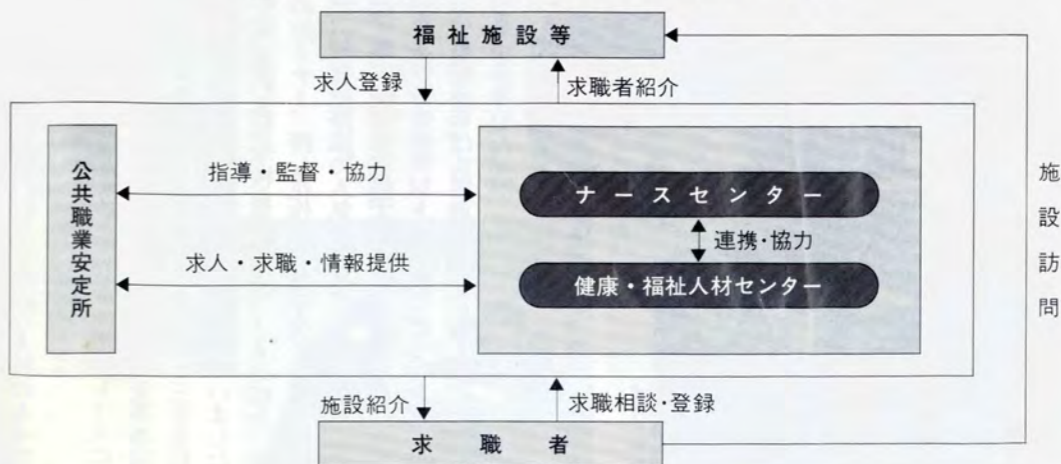 福祉施設等
求人登録
求職者紹介
公共職業安定所
指導・監督・協力
求人・求職・情報提供
ナースセンター
連携・協力
健康・福祉人材センター
施設訪問
施設紹介
求職相談・登録
求職者